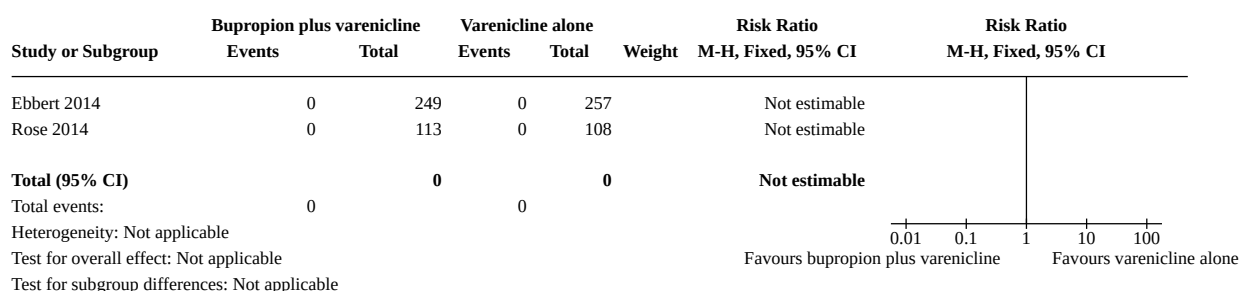 Bupropion plus varenicline Varenicline alone Risk Ratio Risk Ratio
Study or Subgroup Events Total Events Total Weight M-H, Fixed, 95% CI M-H, Fixed, 95% CI
Ebbert 2014 0 249 0 257 Not estimable
Rose 2014 0 113 0 108 Not estimable
Total (95% CI) 0 0 Not estimable
Total events: 0 0
Heterogeneity: Not applicable
0.01 0.1 1 10 100
Test for overall effect: Not applicable Favours bupropion plus varenicline Favours varenicline alone
Test for subgroup differences: Not applicable